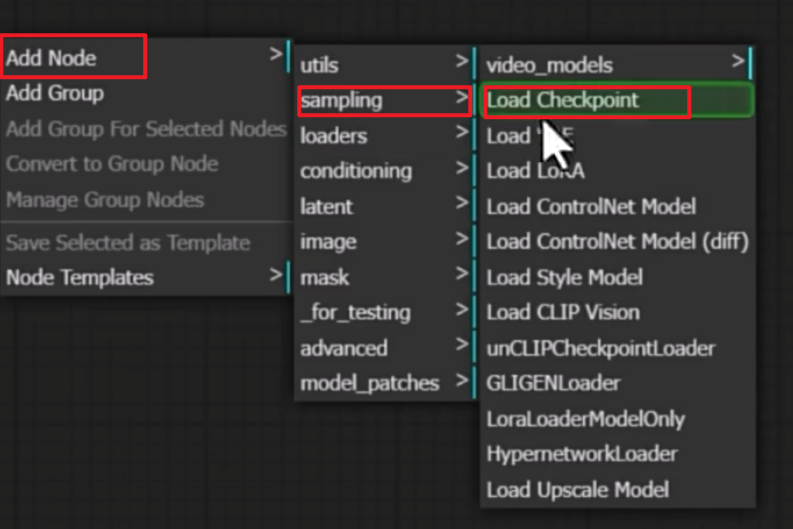 Add Node >
Add Group
Add Group For Selected Nodes
Convert to Group Node
Manage Group Nodes
Save Selected as Template
Node Templates >
utils >
sampling >
loaders >
conditioning >
latent >
image >
mask >
_for_testing >
advanced >
model_patches >
video_models >
Load Checkpoint
Load
Load LoRA
Load ControlNet Model
Load ControlNet Model (diff)
Load Style Model
Load CLIP Vision
unCLIPCheckpointLoader
GLIGENLoader
LoraLoaderModelOnly
HypernetworkLoader
Load Upscale Model